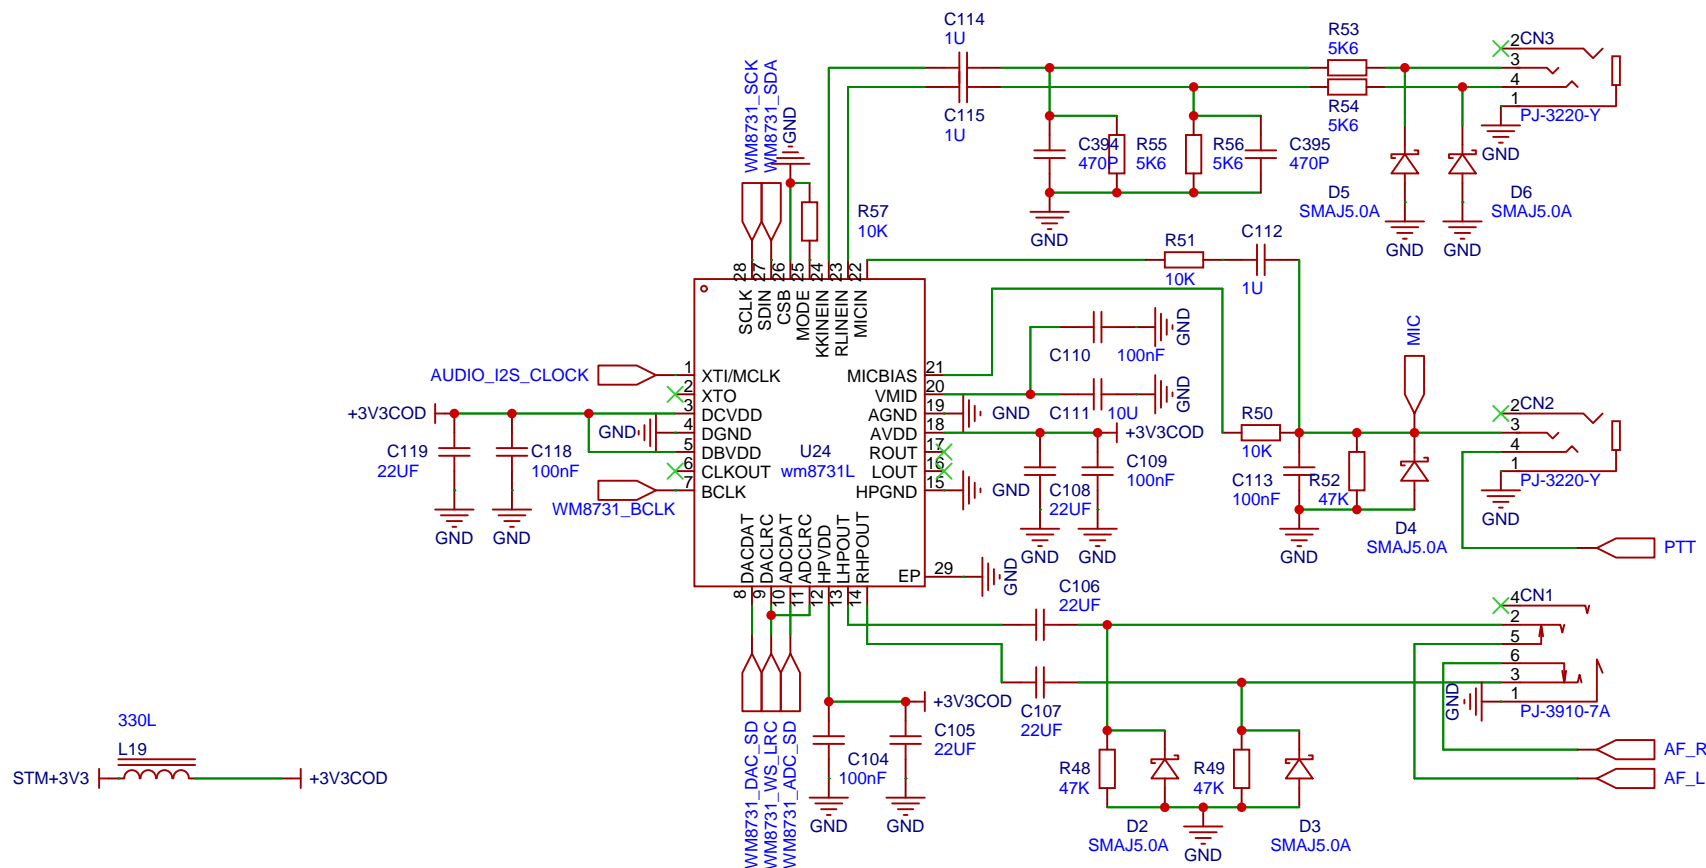 C114
1U
C115
1U
R53
5K6
R54
5K6
2
CN3
3
4
1
PJ-3220-Y
GND
WM8731_SCK
WM8731_SDA
GND
C394
470P
R55
5K6
R56
5K6
C395
470P
GND
D5
SMAJ5.0A
GND
D6
SMAJ5.0A
GND
R57
10K
R51
10K
C112
1U
28
27
26
25
24
23
22
SCLK
SDIN
CSB
MODE
KKINEIN
RLINEIN
MICIN
C110
100nF
GND
C111
10U
GND
MIC
AUDIO_I2S_CLOCK
1
XTI/MCLK
2
XTO
+3V3COD
3
DCVDD
GND
4
DGND
5
DBVDD
6
CLKOUT
7
BCLK
WM8731_BCLK
C119
22UF
GND
C118
100nF
GND
U24
wm8731L
MICBIAS
21
VMID
20
AGND
19
GND
AVDD
18
+3V3COD
ROUT
17
LOUT
16
HPGND
15
GND
EP
29
GND
C108
22UF
GND
C109
100nF
GND
R50
10K
C113
100nF
GND
R52
47K
D4
SMAJ5.0A
2
CN2
3
4
1
PJ-3220-Y
GND
PTT
DACDAT
DACLRC
ADCDAT
ADCLRC
HPVDD
LHPOUT
RHPOUT
8
9
10
11
12
13
14
WM8731_DAC_SD
WM8731_WS_LRC
WM8731_ADC_SD
+3V3COD
C104
100nF
GND
C105
22UF
GND
C106
22UF
C107
22UF
R48
47K
D2
SMAJ5.0A
GND
R49
47K
D3
SMAJ5.0A
4
CN1
2
5
6
3
1
PJ-3910-7A
GND
AF_R
AF_L
330L
L19
STM+3V3
+3V3COD